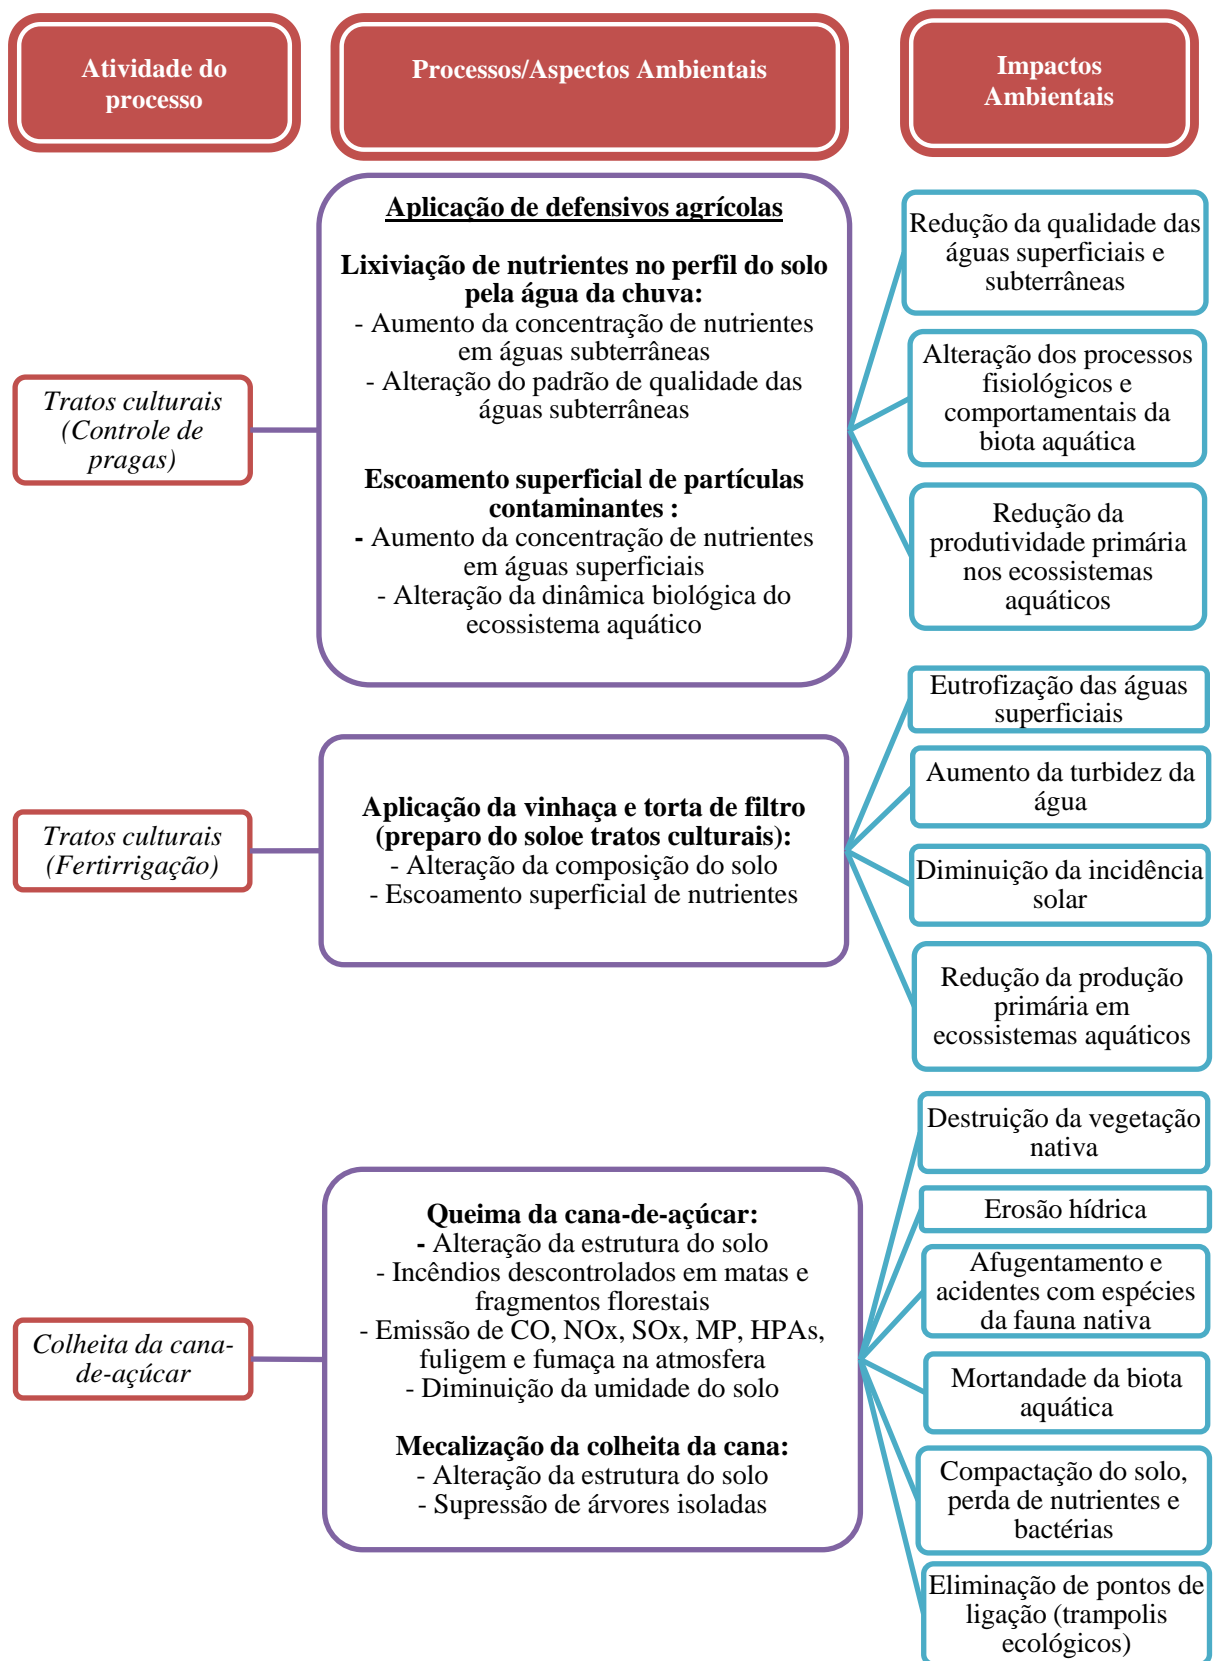 Atividade do
processo
Processos/Aspectos Ambientais
Impactos
Ambientais
Tratos culturais
(Controle de
pragas)
Aplicação de defensivos agrícolas
Lixiviação de nutrientes no perfil do solo
pela água da chuva:
- Aumento da concentração de nutrientes
em águas subterrâneas
- Alteração do padrão de qualidade das
águas subterrâneas
Escoamento superficial de partículas
contaminantes :
- Aumento da concentração de nutrientes
em águas superficiais
- Alteração da dinâmica biológica do
ecossistema aquático
Redução da qualidade das
águas superficiais e
subterrâneas
Alteração dos processos
fisiológicos e
comportamentais da
biota aquática
Redução da
produtividade primária
nos ecossistemas
aquáticos
Tratos culturais
(Fertirrigação)
Aplicação da vinhaça e torta de filtro
(preparo do soloe tratos culturais):
- Alteração da composição do solo
- Escoamento superficial de nutrientes
Eutrofização das águas
superficiais
Aumento da turbidez da
água
Diminuição da incidência
solar
Redução da produção
primária em
ecossistemas aquáticos
Colheita da cana-
de-açúcar
Queima da cana-de-açúcar:
- Alteração da estrutura do solo
- Incêndios descontrolados em matas e
fragmentos florestais
- Emissão de CO, NOx, SOx, MP, HPAs,
fuligem e fumaça na atmosfera
- Diminuição da umidade do solo
Mecalização da colheita da cana:
- Alteração da estrutura do solo
- Supressão de árvores isoladas
Destruição da vegetação
nativa
Erosão hídrica
Afugentamento e
acidentes com espécies
da fauna nativa
Mortandade da biota
aquática
Compactação do solo,
perda de nutrientes e
bactérias
Eliminação de pontos de
ligação (trampolis
ecológicos)